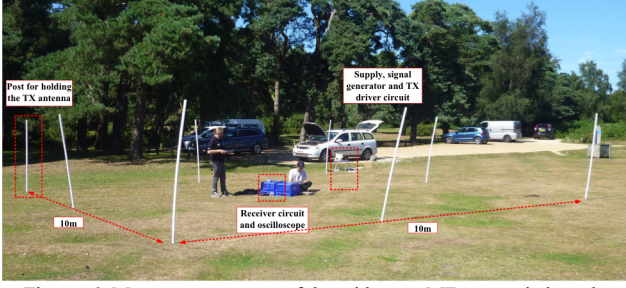 Supply, signal
generator and TX
driver circuit
Post for holding
the TX antenna
Receiver circuit
and oscilloscope
10m
10m